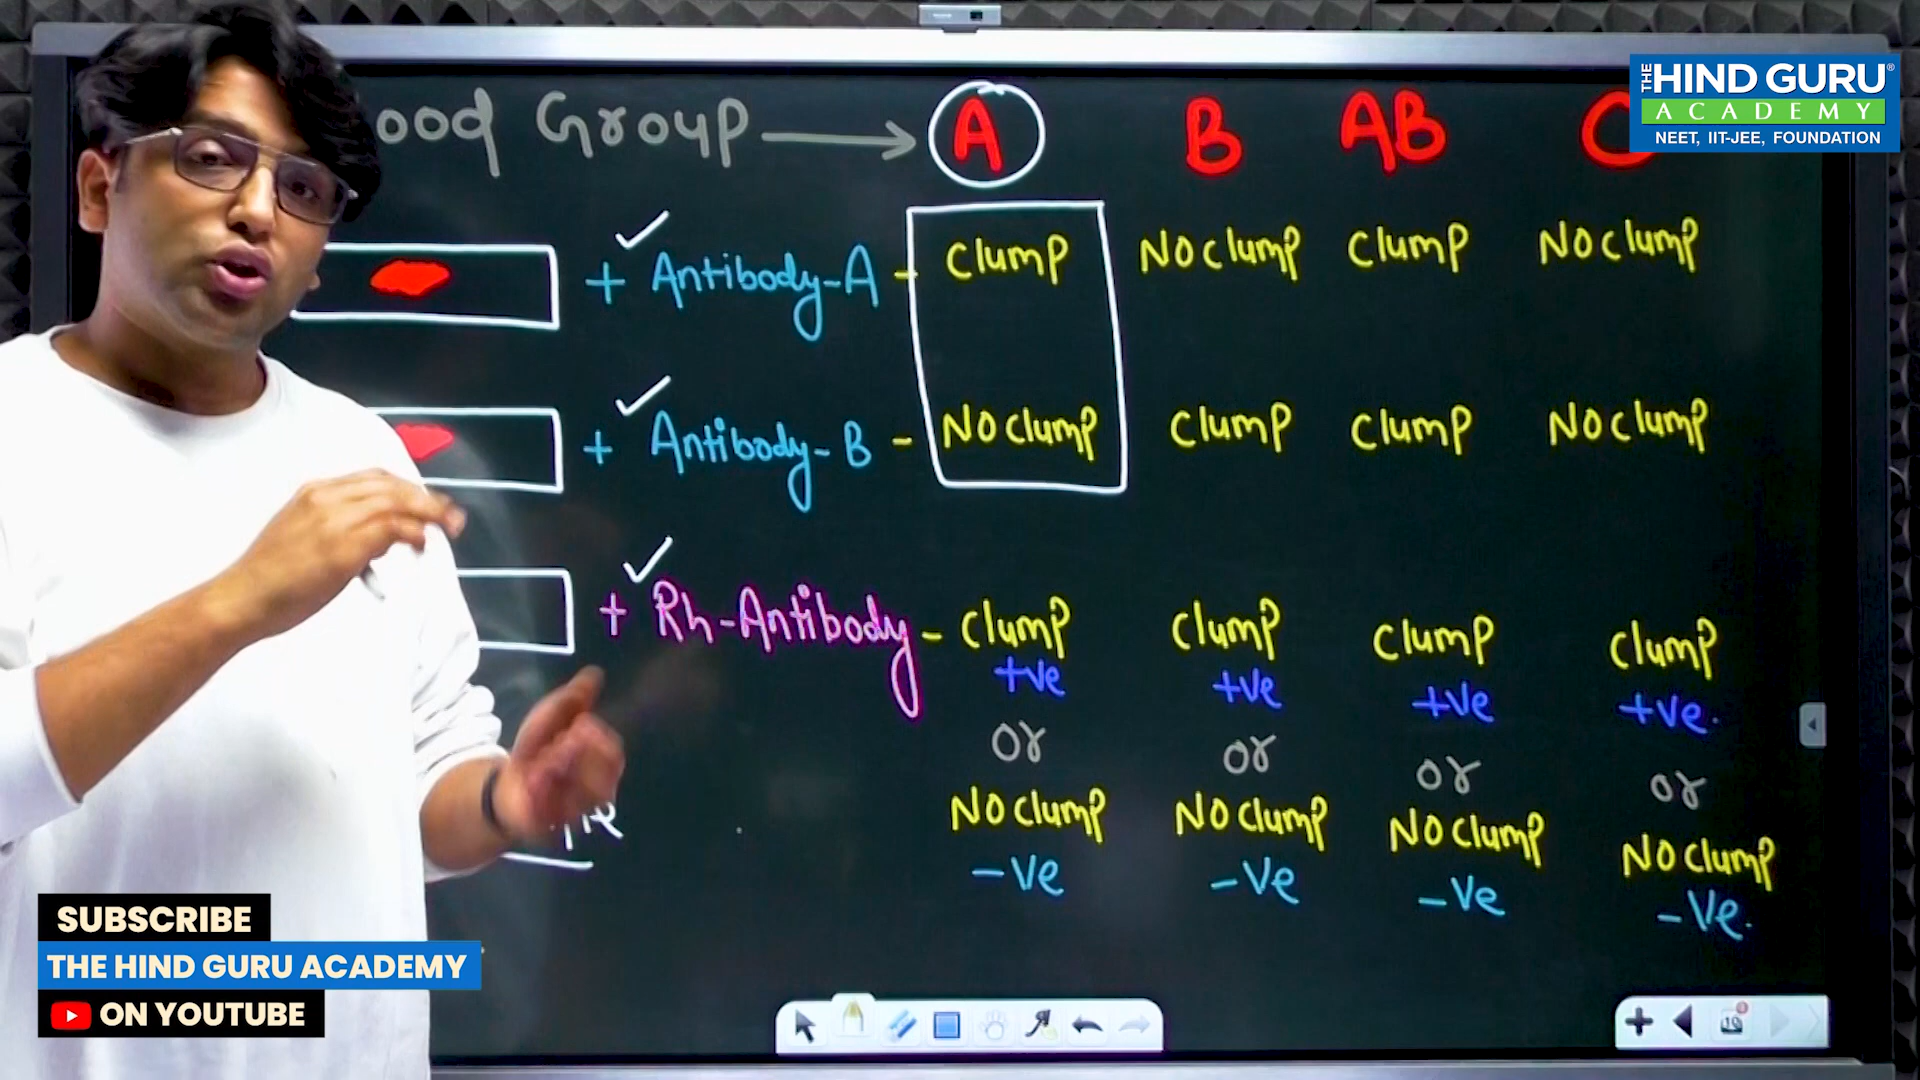 ood Group → A B AB
THE HIND GURU®
ACADEMY
NEET, IIT-JEE, FOUNDATION
+ Antibody-A - Clump No clump Clump No clump
+ Antibody-B - No clump Clump Clump No clump
+ Rh-Antibody - Clump Clump Clump Clump
+ve +ve +ve +ve.
or or or or
No clump No clump No clump No clump
-ve -ve -ve -ve.
SUBSCRIBE
THE HIND GURU ACADEMY
ON YOUTUBE